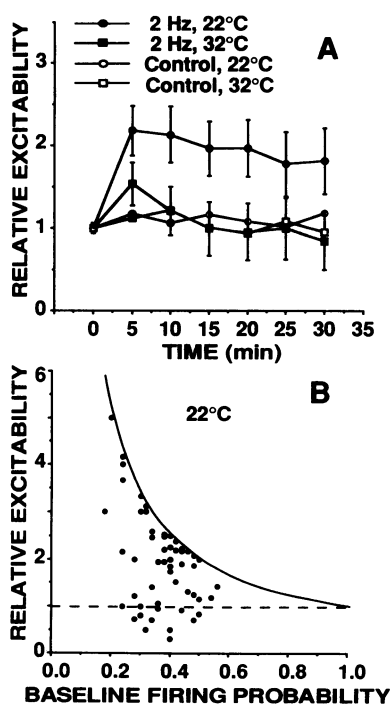 2 Hz, 22°C
2 Hz, 32°C
Control, 22°C
Control, 32°C
A
RELATIVE EXCITABILITY
3
2
1
0
0 5 10 15 20 25 30 35
TIME (min)
B
22°C
RELATIVE EXCITABILITY
6
4
2
1
0
0.0 0.2 0.4 0.6 0.8 1.0
BASELINE FIRING PROBABILITY